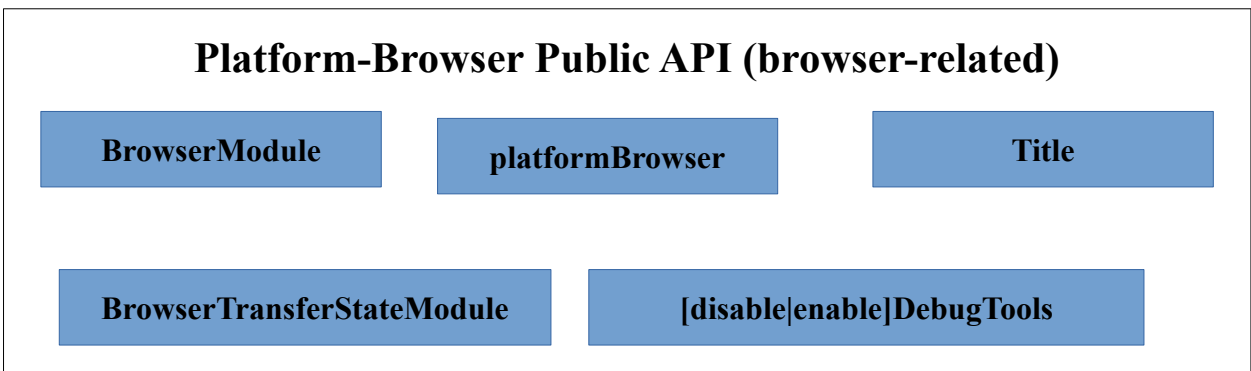 Platform-Browser Public API (browser-related)
BrowserModule
platformBrowser
Title
BrowserTransferStateModule
[disable|enable]DebugTools